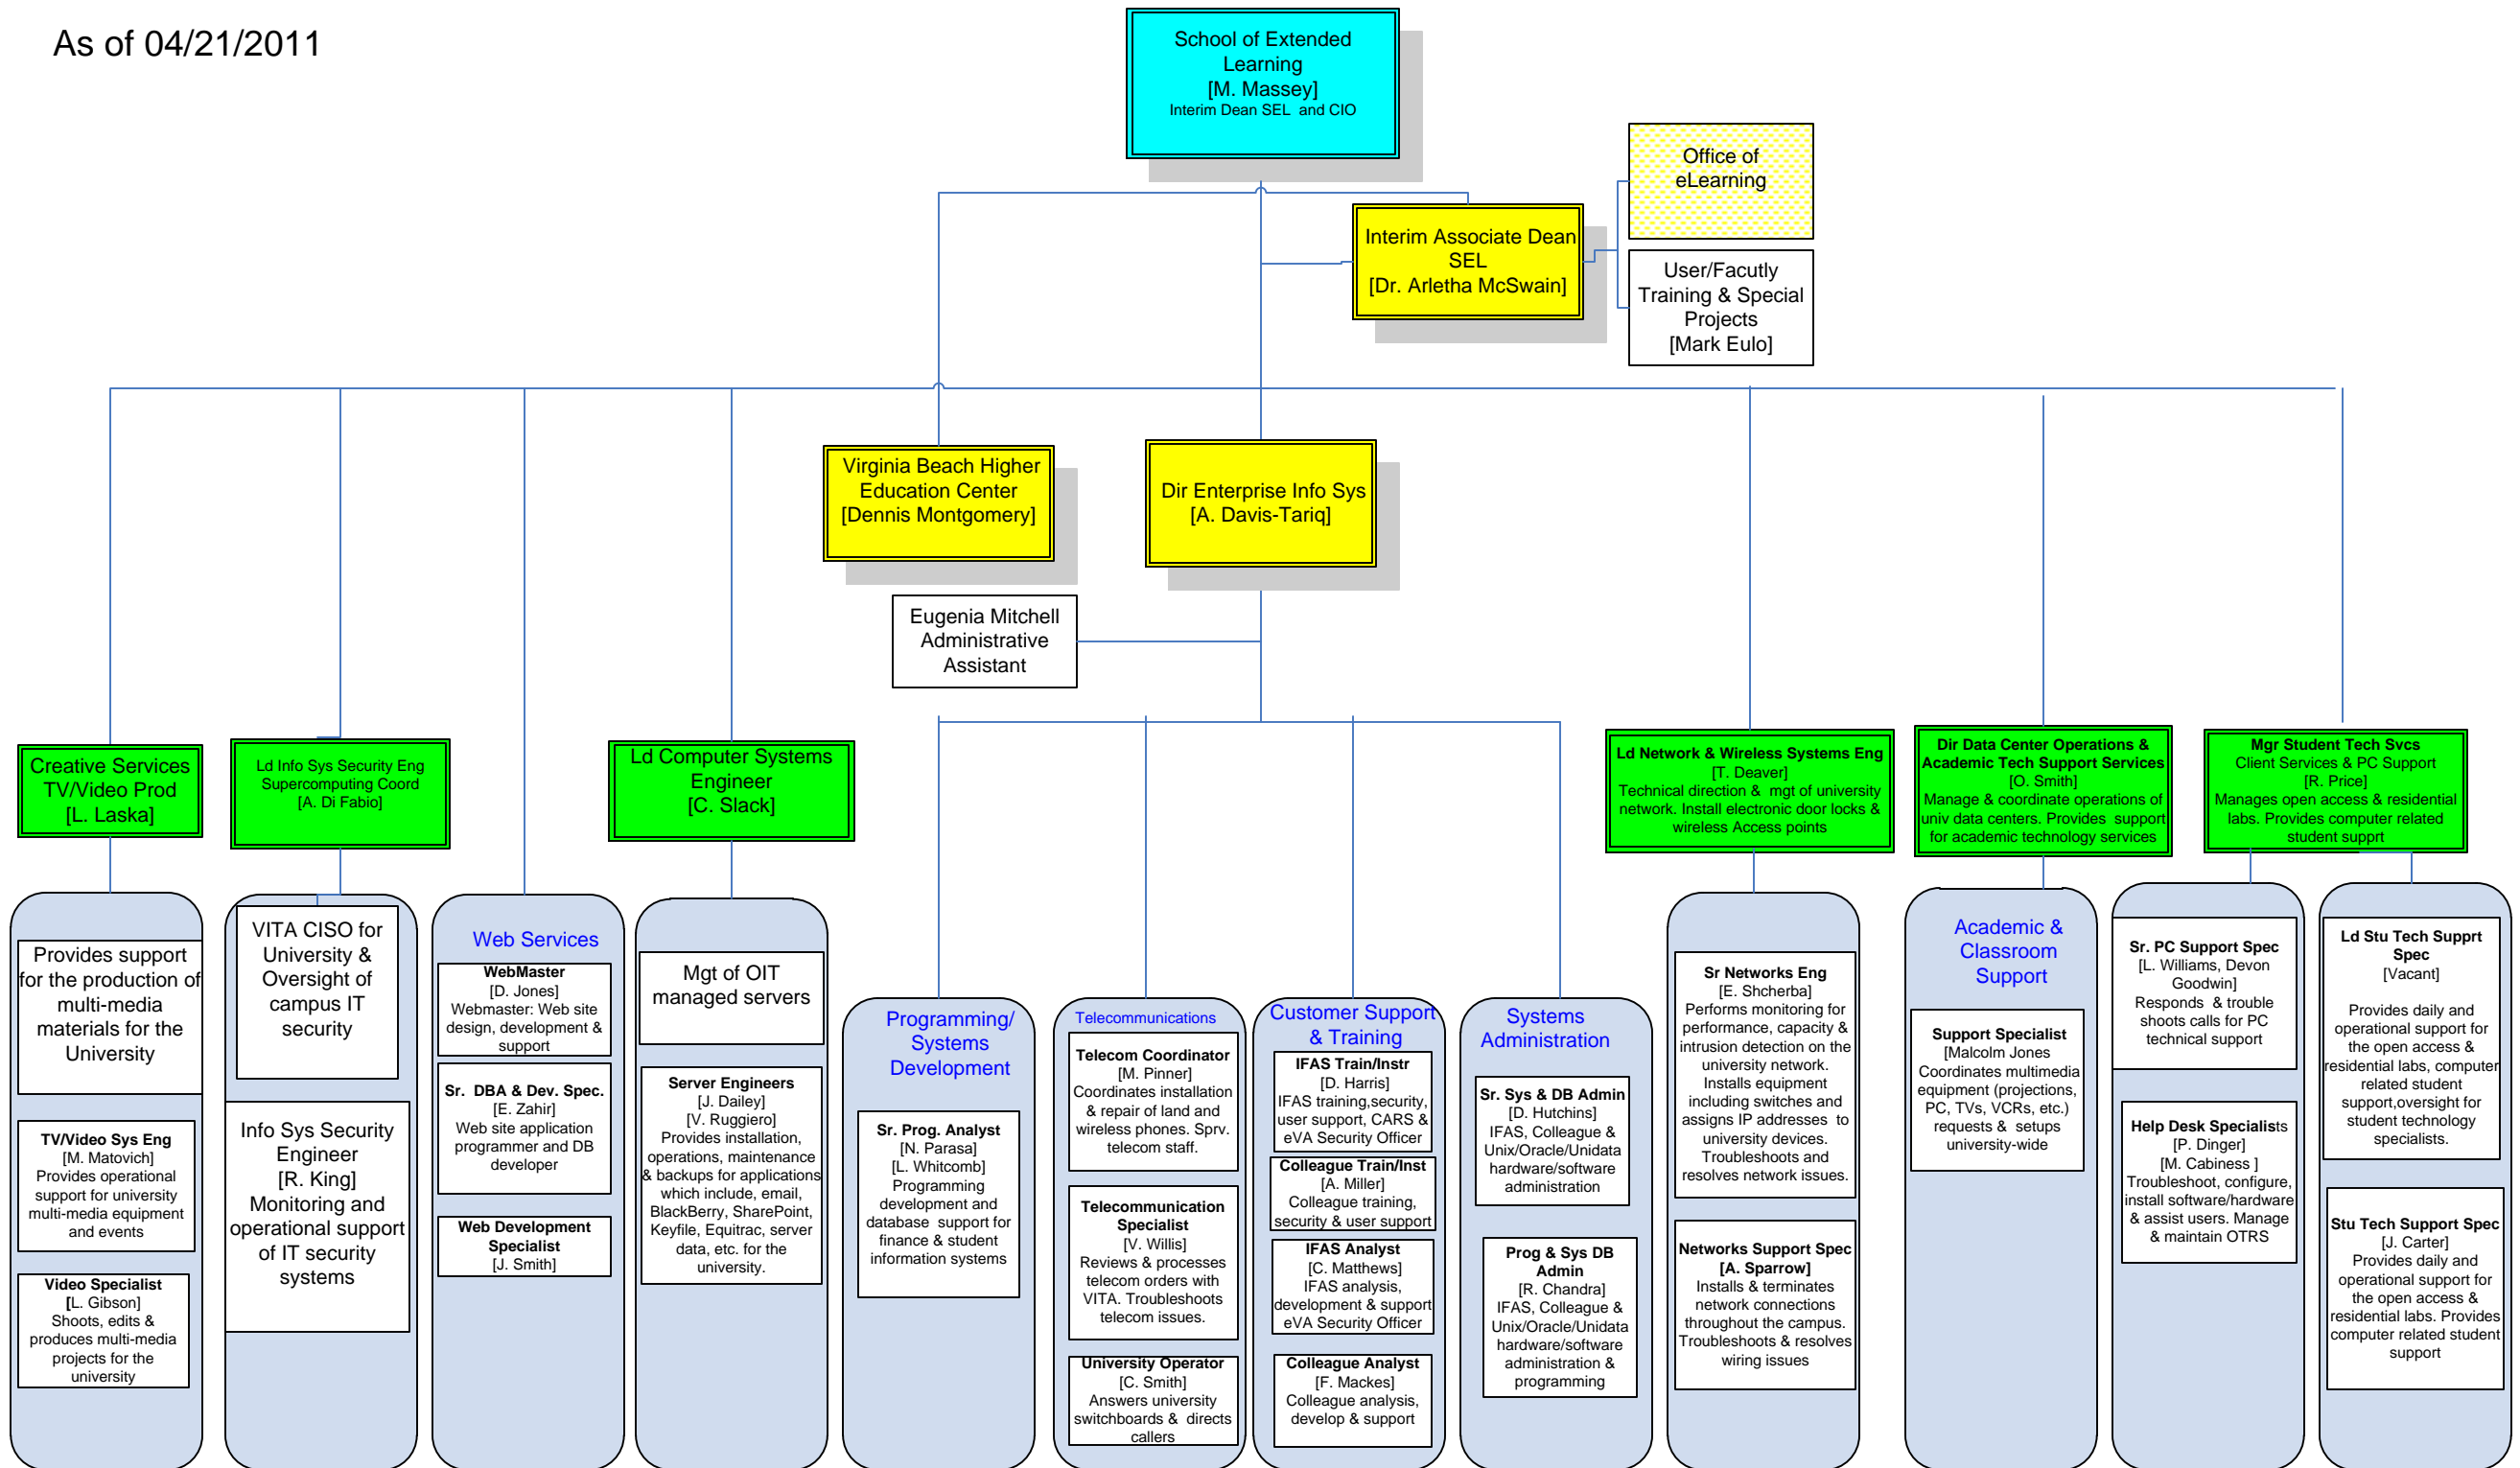 As of 04/21/2011
School of Extended
Learning
[M. Massey]
Interim Dean SEL and CIO
Office of
eLearning
Interim Associate Dean
SEL
[Dr. Arletha McSwain]
User/Facutly
Training & Special
Projects
[Mark Eulo]
Virginia Beach Higher
Education Center
[Dennis Montgomery]
Dir Enterprise Info Sys
[A. Davis-Tariq]
Eugenia Mitchell
Administrative
Assistant
Creative Services
TV/Video Prod
[L. Laska]
Ld Info Sys Security Eng
Supercomputing Coord
[A. Di Fabio]
Ld Computer Systems
Engineer
[C. Slack]
Ld Network & Wireless Systems Eng
[T. Deaver]
Technical direction & mgt of university
network. Install electronic door locks &
wireless Access points
Dir Data Center Operations &
Academic Tech Support Services
[O. Smith]
Manage & coordinate operations of
univ data centers. Provides support
for academic technology services
Mgr Student Tech Svcs
Client Services & PC Support
[R. Price]
Manages open access & residential
labs. Provides computer related
student supprt
Provides support
for the production of
multi-media
materials for the
University
TV/Video Sys Eng
[M. Matovich]
Provides operational
support for university
multi-media equipment
and events
Video Specialist
[L. Gibson]
Shoots, edits &
produces multi-media
projects for the
university
VITA CISO for
University &
Oversight of
campus IT
security
Info Sys Security
Engineer
[R. King]
Monitoring and
operational support
of IT security
systems
Web Services
WebMaster
[D. Jones]
Webmaster: Web site
design, development &
support
Sr. DBA & Dev. Spec.
[E. Zahir]
Web site application
programmer and DB
developer
Web Development
Specialist
[J. Smith]
Mgt of OIT
managed servers
Server Engineers
[J. Dailey]
[V. Ruggiero]
Provides installation,
operations, maintenance
& backups for applications
which include, email,
BlackBerry, SharePoint,
Keyfile, Equitrac, server
data, etc. for the
university.
Programming/
Systems
Development
Sr. Prog. Analyst
[N. Parasa]
[L. Whitcomb]
Programming
development and
database support for
finance & student
information systems
Telecommunications
Telecom Coordinator
[M. Pinner]
Coordinates installation
& repair of land and
wireless phones. Sprv.
telecom staff.
Telecommunication
Specialist
[V. Willis]
Reviews & processes
telecom orders with
VITA. Troubleshoots
telecom issues.
University Operator
[C. Smith]
Answers university
switchboards & directs
callers
Customer Support
& Training
IFAS Train/Instr
[D. Harris]
IFAS training,security,
user support, CARS &
eVA Security Officer
Colleague Train/Inst
[A. Miller]
Colleague training,
security & user support
IFAS Analyst
[C. Matthews]
IFAS analysis,
development & support
eVA Security Officer
Colleague Analyst
[F. Mackes]
Colleague analysis,
develop & support
Systems
Administration
Sr. Sys & DB Admin
[D. Hutchins]
IFAS, Colleague &
Unix/Oracle/Unidata
hardware/software
administration
Prog & Sys DB
Admin
[R. Chandra]
IFAS, Colleague &
Unix/Oracle/Unidata
hardware/software
administration &
programming
Sr Networks Eng
[E. Shcherba]
Performs monitoring for
performance, capacity &
intrusion detection on the
university network.
Installs equipment
including switches and
assigns IP addresses to
university devices.
Troubleshoots and
resolves network issues.
Networks Support Spec
[A. Sparrow]
Installs & terminates
network connections
throughout the campus.
Troubleshoots & resolves
wiring issues
Academic &
Classroom
Support
Support Specialist
[Malcolm Jones
Coordinates multimedia
equipment (projections,
PC, TVs, VCRs, etc.)
requests & setups
university-wide
Sr. PC Support Spec
[L. Williams, Devon
Goodwin]
Responds & trouble
shoots calls for PC
technical support
Help Desk Specialists
[P. Dinger]
[M. Cabiness ]
Troubleshoot, configure,
install software/hardware
& assist users. Manage
& maintain OTRS
Ld Stu Tech Supprt
Spec
[Vacant]
Provides daily and
operational support for
the open access &
residential labs, computer
related student
support,oversight for
student technology
specialists.
Stu Tech Support Spec
[J. Carter]
Provides daily and
operational support for
the open access &
residential labs. Provides
computer related student
support